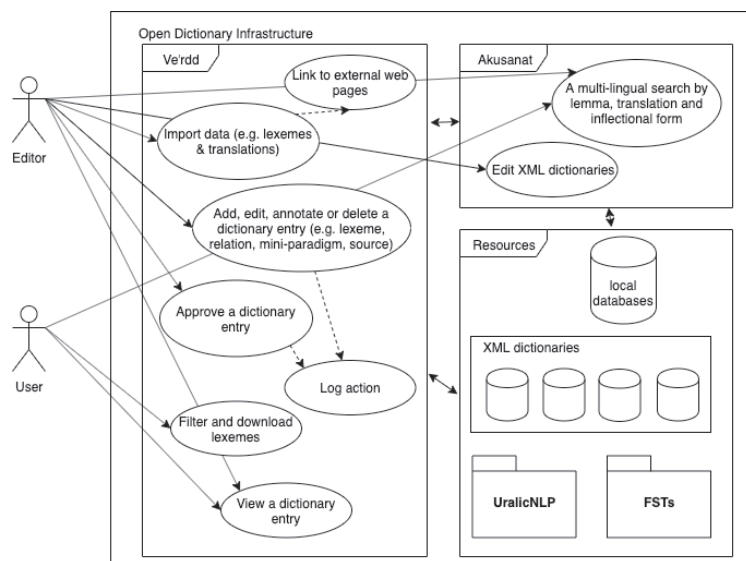 Open Dictionary Infrastructure
Ve'rdd
Akusanat
Link to external web
pages
A multi-lingual search by
lemma, translation and
inflectional form
Editor
Import data (e.g. lexemes
& translations)
Edit XML dictionaries
Add, edit, annotate or delete a
dictionary entry (e.g. lexeme,
relation, mini-paradigm, source)
Resources
local
databases
Approve a dictionary
entry
User
XML dictionaries
Log action
Filter and download
lexemes
View a dictionary
entry
UralicNLP
FSTs